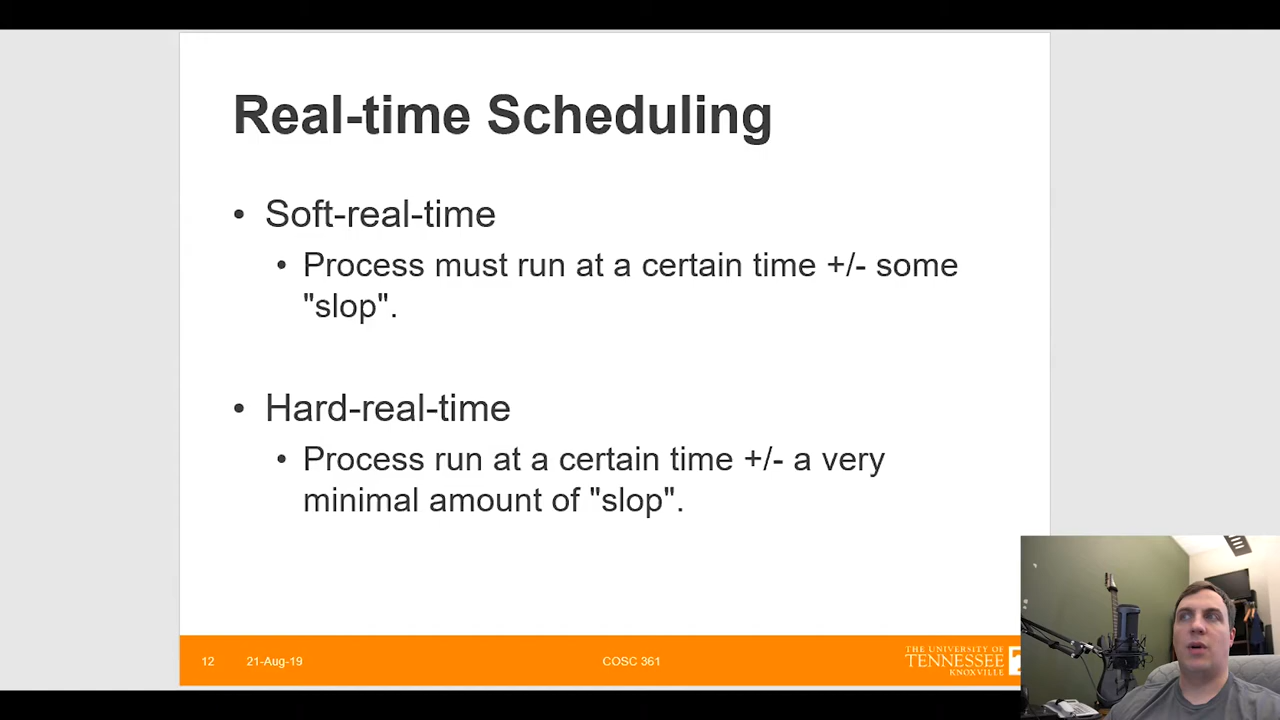 Real-time Scheduling
• Soft-real-time
• Process must run at a certain time +/- some
"slop".
• Hard-real-time
• Process run at a certain time +/- a very
minimal amount of "slop".
12
21-Aug-19
COSC 361
THE UNIVERSITY OF
TENNESSEE
KNOXVILLE